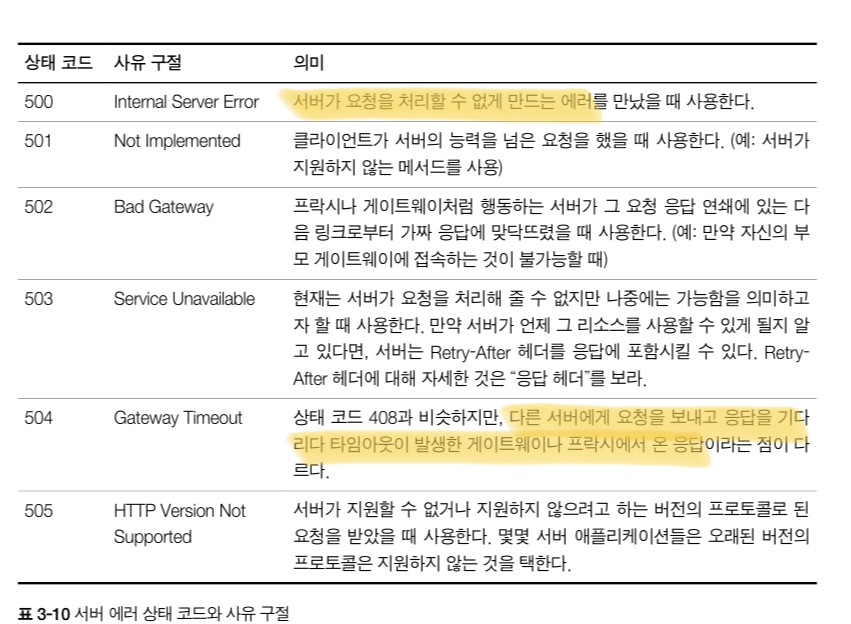 상태 코드 사유 구절 의미
500 Internal Server Error 서버가 요청을 처리할 수 없게 만드는 에러를 만났을 때 사용한다.
501 Not Implemented 클라이언트가 서버의 능력을 넘은 요청을 했을 때 사용한다. (예: 서버가
지원하지 않는 메서드를 사용)
502 Bad Gateway 프락시나 게이트웨이처럼 행동하는 서버가 그 요청 응답 연쇄에 있는 다
음 링크로부터 가짜 응답에 맞닥뜨렸을 때 사용한다. (예: 만약 자신의 부
모 게이트웨이에 접속하는 것이 불가능할 때)
503 Service Unavailable 현재는 서버가 요청을 처리해 줄 수 없지만 나중에는 가능함을 의미하고
자 할 때 사용한다. 만약 서버가 언제 그 리소스를 사용할 수 있게 될지 알
고 있다면, 서버는 Retry-After 헤더를 응답에 포함시킬 수 있다. Retry-
After 헤더에 대해 자세한 것은 “응답 헤더”를 보라.
504 Gateway Timeout 상태 코드 408과 비슷하지만, 다른 서버에게 요청을 보내고 응답을 기다
리다 타임아웃이 발생한 게이트웨이나 프락시에서 온 응답이라는 점이 다
르다.
505 HTTP Version Not 서버가 지원할 수 없거나 지원하지 않으려고 하는 버전의 프로토콜로 된
Supported 요청을 받았을 때 사용한다. 몇몇 서버 애플리케이션들은 오래된 버전의
프로토콜은 지원하지 않는 것을 택한다.
표 3-10 서버 에러 상태 코드와 사유 구절